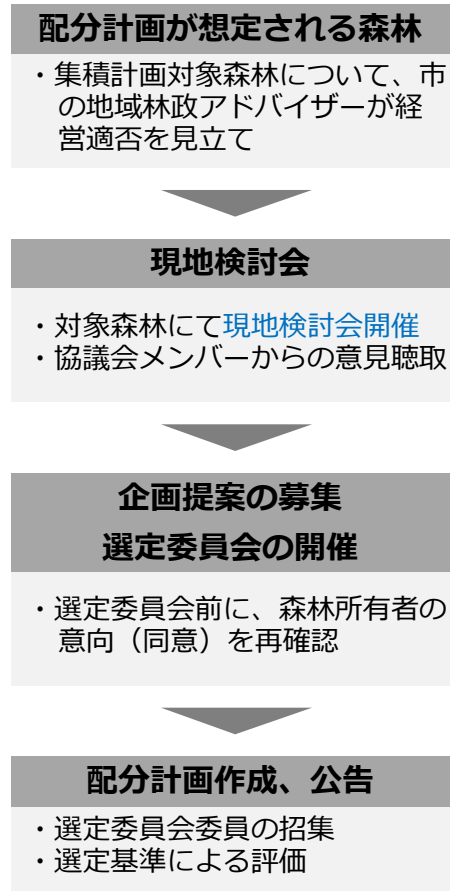 配分計画が想定される森林
・集積計画対象森林について、市
の地域林政アドバイザーが経
営適否を見立て
現地検討会
・対象森林にて現地検討会開催
・協議会メンバーからの意見聴取
企画提案の募集
選定委員会の開催
・選定委員会前に、森林所有者の
意向（同意）を再確認
配分計画作成、公告
・選定委員会委員の招集
・選定基準による評価